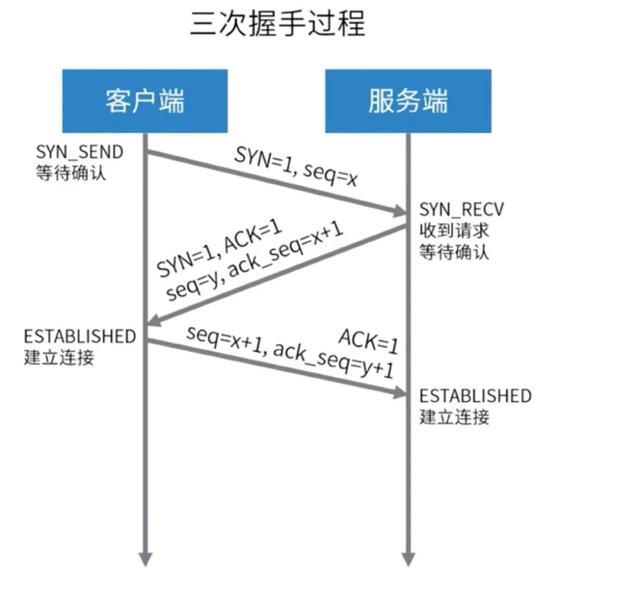 三次握手过程
客户端
服务端
SYN_SEND
等待确认
SYN=1, seq=x
SYN_RECV
收到请求
等待确认
SYN=1, ACK=1
seq=y, ack_seq=x+1
ESTABLISHED
建立连接
ACK=1
seq=x+1, ack_seq=y+1
ESTABLISHED
建立连接